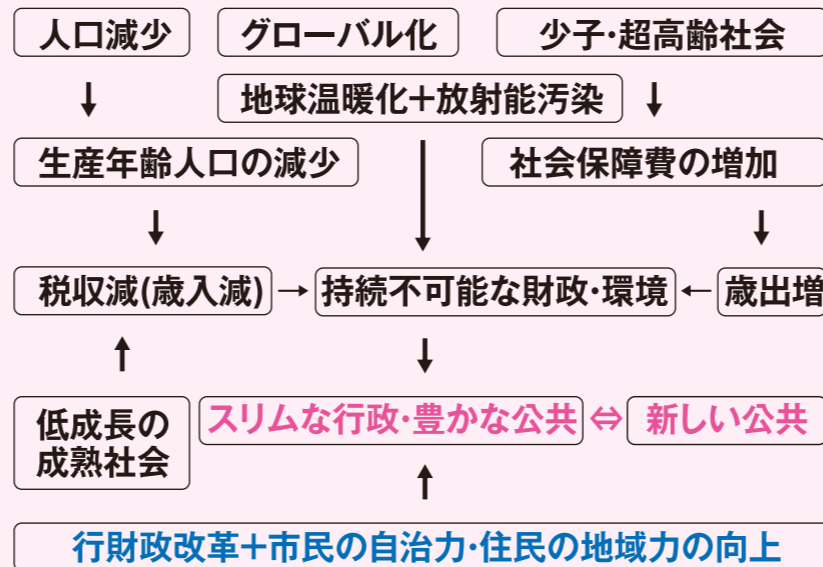 人口減少 グローバル化 少子・超高齢社会
↓ 地球温暖化＋放射能汚染 ↓
生産年齢人口の減少 ↓ 社会保障費の増加
↓ ↓
税収減(歳入減) → 持続不可能な財政・環境 ← 歳出増
↑ ↓
低成長の
成熟社会
スリムな行政・豊かな公共 ⇔ 新しい公共
↑
行財政改革＋市民の自治力・住民の地域力の向上